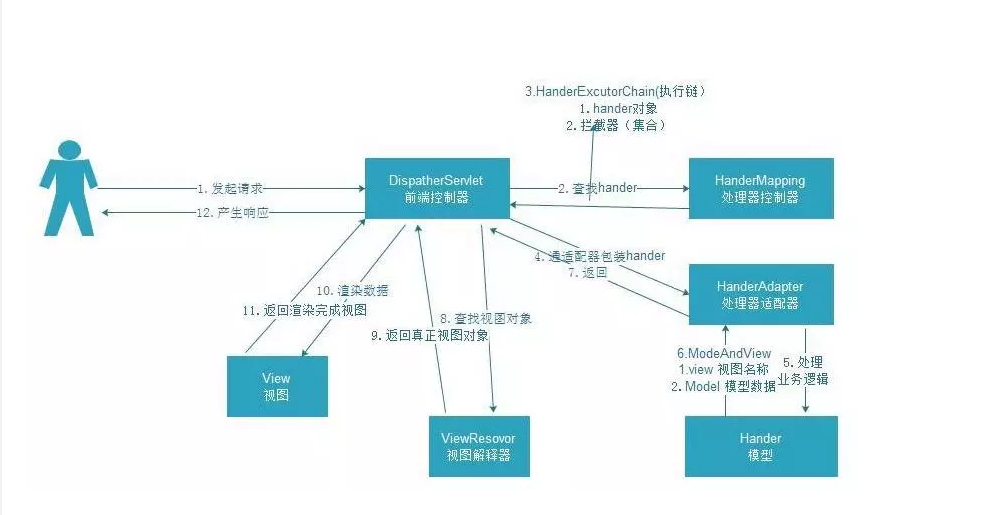 3.HanderExcutorChain(执行链)
1. hander对象
2. 拦截器（集合）
DispatherServlet
前端控制器
HanderMapping
处理器控制器
1. 发起请求
2. 查找hander
12. 产生响应
4. 通适配器包装hander
7. 返回
HanderAdapter
处理器适配器
10. 渲染数据
11. 返回渲染完成视图
8. 查找视图对象
9. 返回真正视图对象
6.ModeAndView
1.view 视图名称
2. Model 模型数据
5. 处理
业务逻辑
View
视图
ViewResovor
视图解释器
Hander
模型